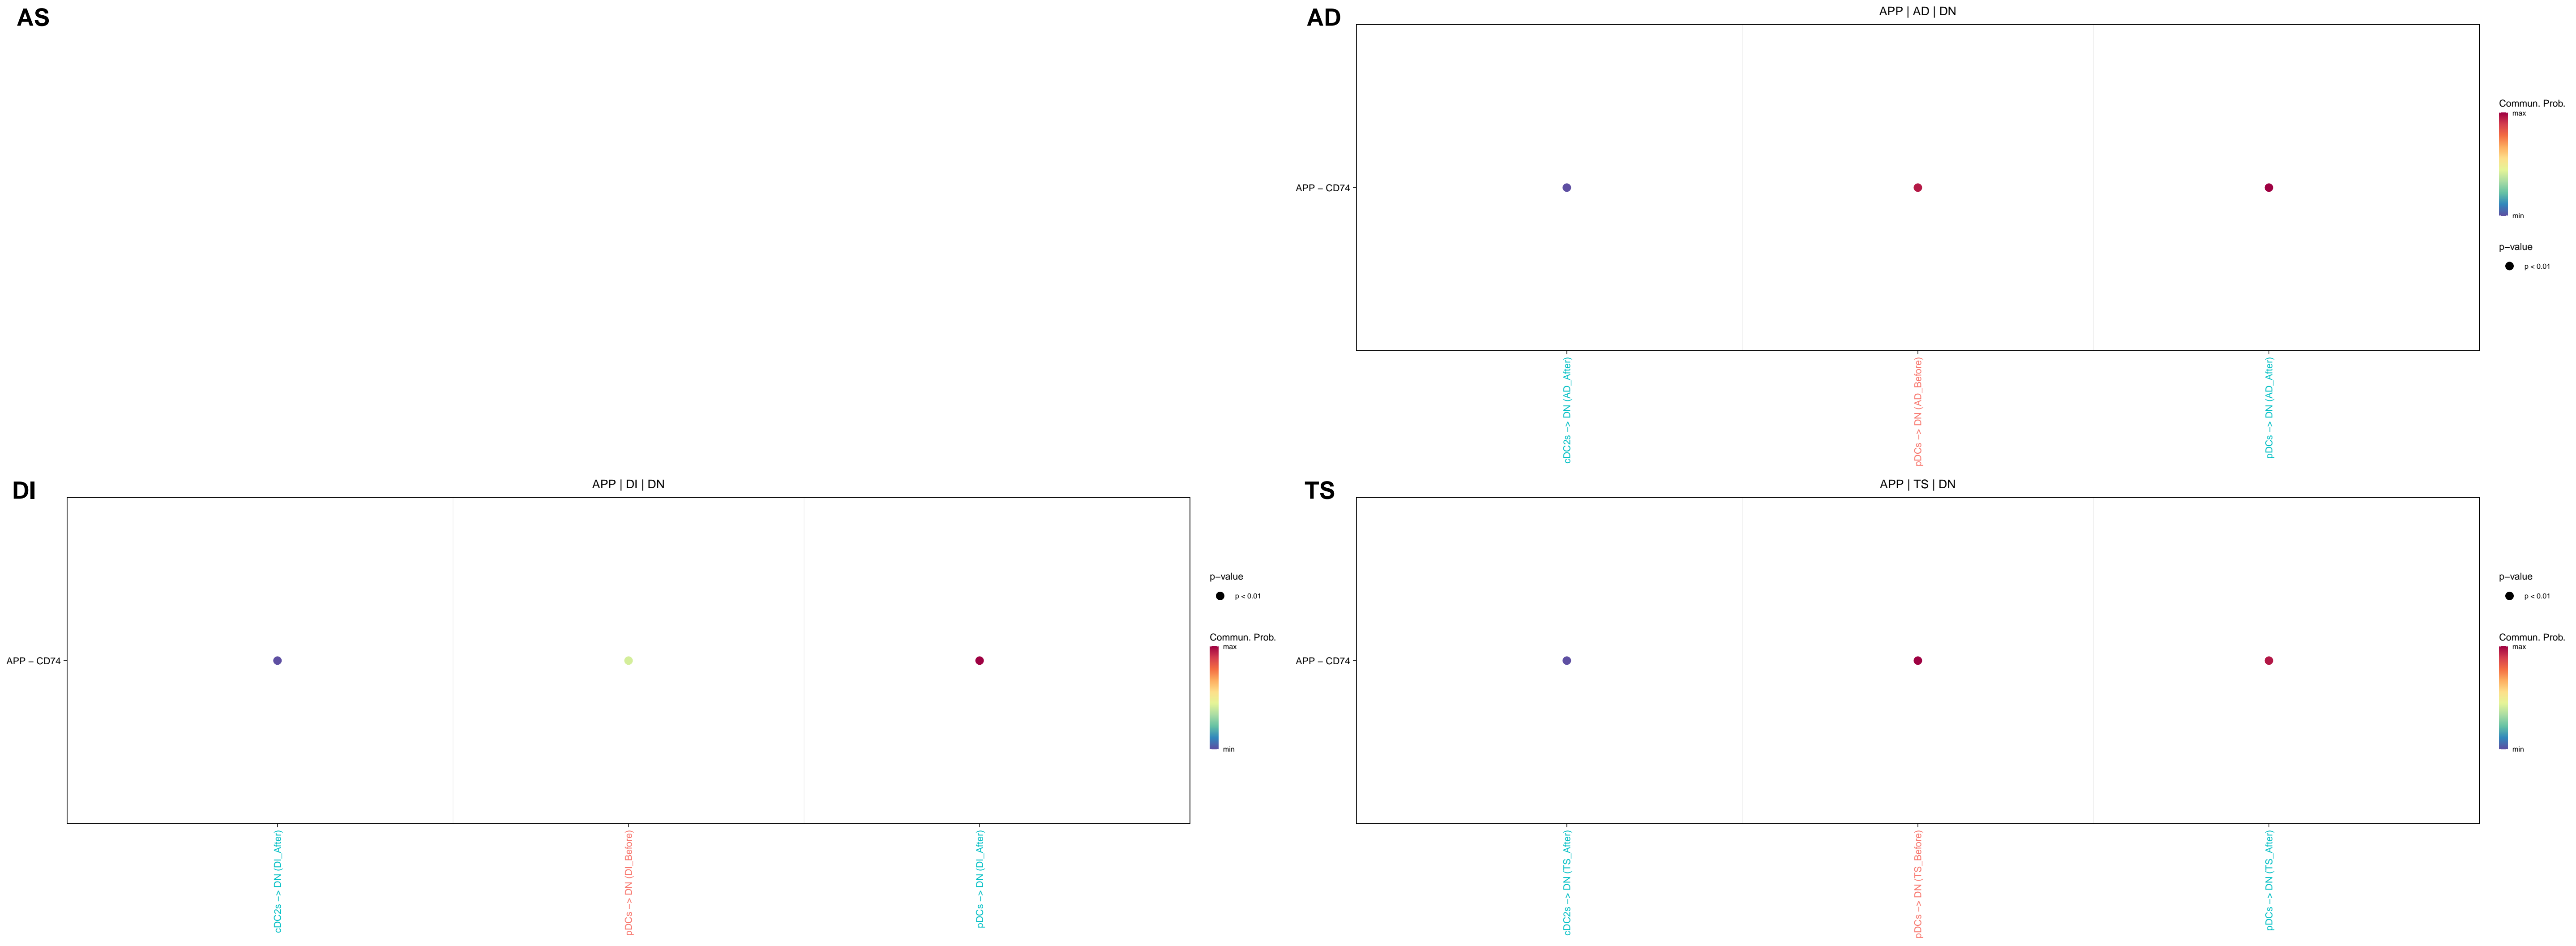 AS
AD
APP | AD | DN
APP – CD74
cDC2s –> DN (AD_After)
pDCs –> DN (AD_Before)
pDCs –> DN (AD_After)
Commun. Prob.
max
min
p–value
p < 0.01
DI
APP | DI | DN
APP – CD74
cDC2s –> DN (DI_After)
pDCs –> DN (DI_Before)
pDCs –> DN (DI_After)
p–value
p < 0.01
Commun. Prob.
max
min
TS
APP | TS | DN
APP – CD74
cDC2s –> DN (TS_After)
pDCs –> DN (TS_Before)
pDCs –> DN (TS_After)
p–value
p < 0.01
Commun. Prob.
max
min